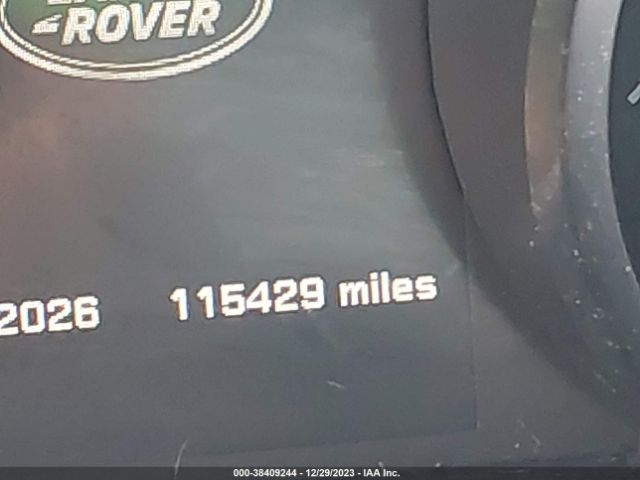 ROVER
2026 115429 miles
000-38409244 - 12/29/2023 - IAA Inc.